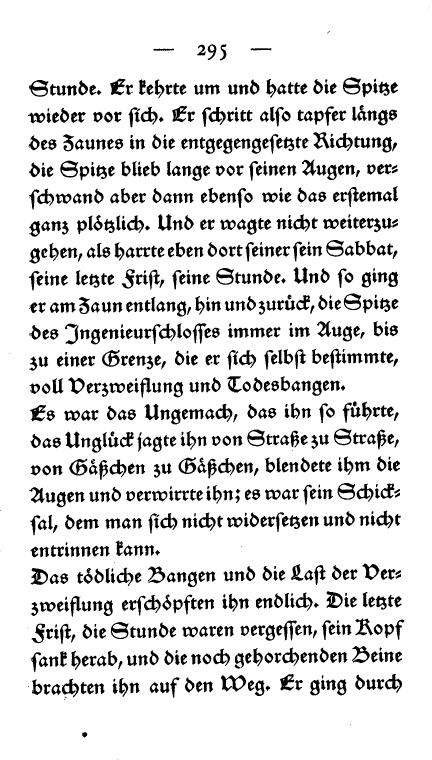 — 295 —
Stunde. Er kehrte um und hatte die Spitze
wieder vor sich. Er schritt also tapfer längs
des Zaunes in die entgegengesetzte Richtung,
die Spitze blieb lange vor seinen Augen, ver-
schwand aber dann ebenso wie das erstemal
ganz plötzlich. Und er wagte nicht weiterzu-
gehen, als harrte eben dort seiner sein Sabbat,
seine letzte Frist, seine Stunde. Und so ging
er am Zaun entlang, hin und zurück, die Spitze
des Ingenieurschlosses immer im Auge, bis
zu einer Grenze, die er sich selbst bestimmte,
voll Verzweiflung und Todesbangen.
Es war das Ungemach, das ihn so führte,
das Unglück jagte ihn von Straße zu Straße,
von Gäßchen zu Gäßchen, blendete ihm die
Augen und verwirrte ihn; es war sein Schick-
sal, dem man sich nicht widersetzen und nicht
entrinnen kann.
Das tödliche Bangen und die Last der Ver-
zweiflung erschöpften ihn endlich. Die letzte
Frist, die Stunde waren vergessen, sein Kopf
sank herab, und die noch gehorchenden Beine
brachten ihn auf den Weg. Er ging durch